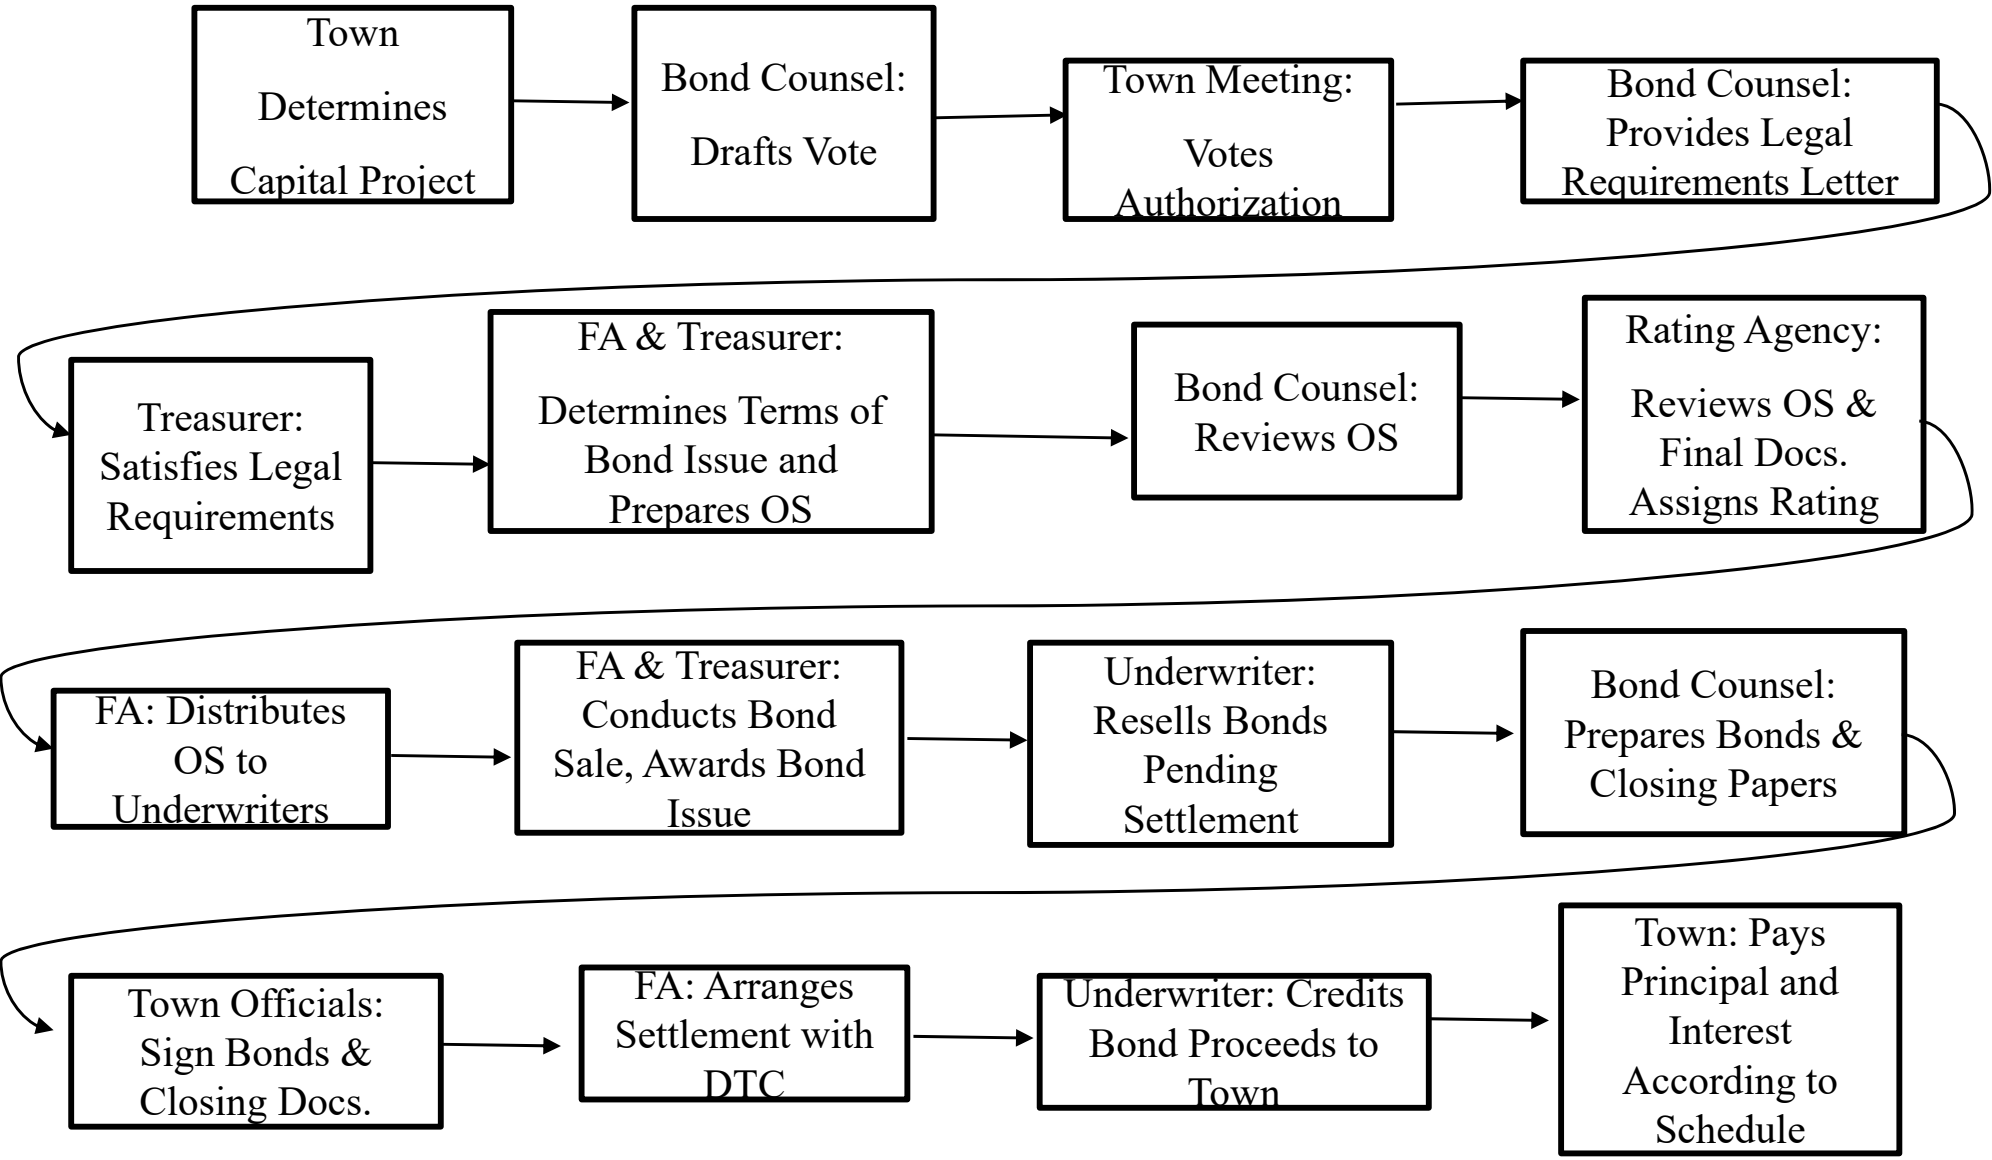 Town
Determines
Capital Project
Bond Counsel:
Drafts Vote
Town Meeting:
Votes
Authorization
Bond Counsel:
Provides Legal
Requirements Letter
Treasurer:
Satisfies Legal
Requirements
FA & Treasurer:
Determines Terms of
Bond Issue and
Prepares OS
Bond Counsel:
Reviews OS
Rating Agency:
Reviews OS &
Final Docs.
Assigns Rating
FA: Distributes
OS to
Underwriters
FA & Treasurer:
Conducts Bond
Sale, Awards Bond
Issue
Underwriter:
Resells Bonds
Pending
Settlement
Bond Counsel:
Prepares Bonds &
Closing Papers
Town Officials:
Sign Bonds &
Closing Docs.
FA: Arranges
Settlement with
DTC
Underwriter: Credits
Bond Proceeds to
Town
Town: Pays
Principal and
Interest
According to
Schedule